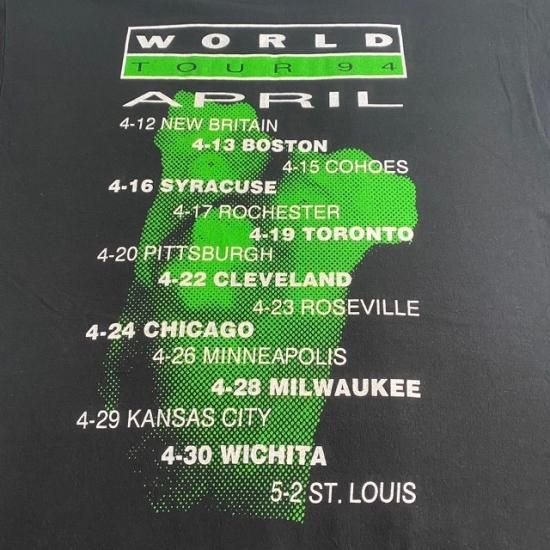 WORLD
TOUR 94
APRIL
4-12 NEW BRITAIN
4-13 BOSTON
4-15 COHOES
4-16 SYRACUSE
4-17 ROCHESTER
4-19 TORONTO
4-20 PITTSBURGH
4-22 CLEVELAND
4-23 ROSEVILLE
4-24 CHICAGO
4-26 MINNEAPOLIS
4-28 MILWAUKEE
4-29 KANSAS CITY
4-30 WICHITA
5-2 ST. LOUIS